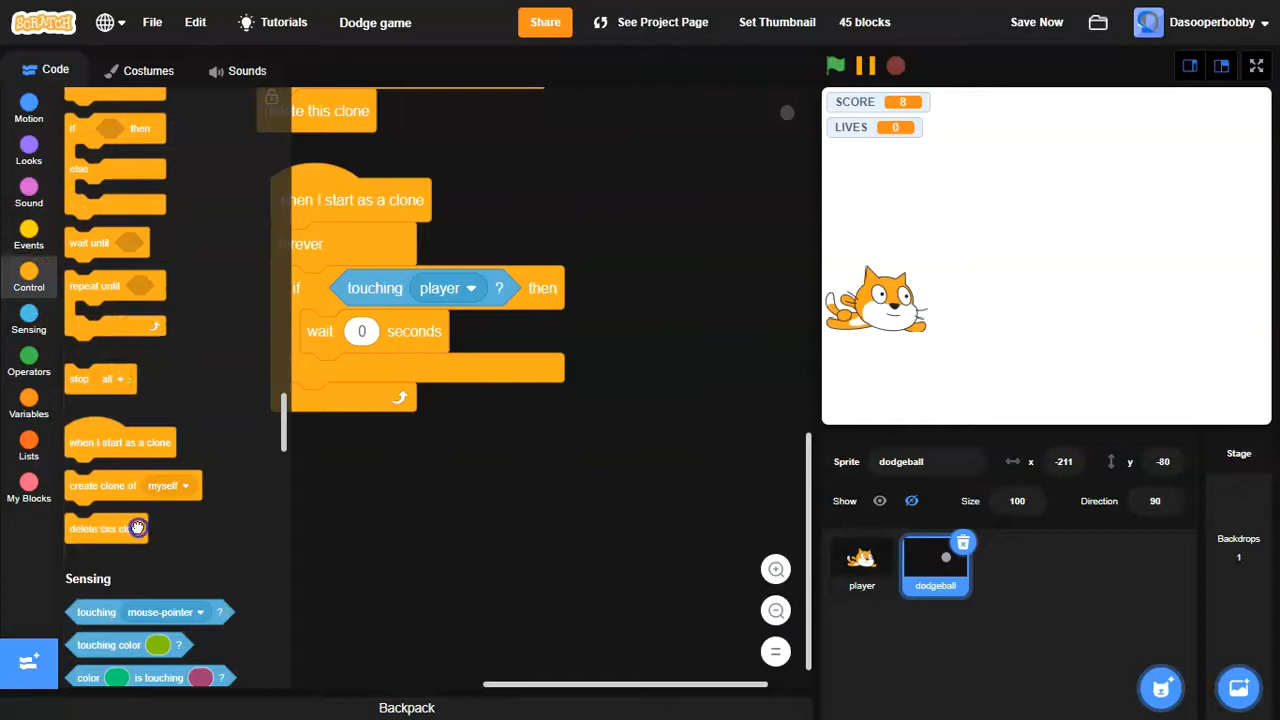 SCRATCH File Edit Tutorials Dodge game Share See Project Page Set Thumbnail 45 blocks Save Now Dasooperbobby
Code Costumes Sounds
Motion
Looks
Sound
Events
Control
Sensing
Operators
Variables
Lists
My Blocks
if then
else
wait until
repeat until
stop all
when I start as a clone
create clone of myself
Sensing
touching mouse-pointer ?
touching color ?
color is touching ?
this clone
I start as a clone
if touching player ? then
wait 0 seconds
Backpack
SCORE 8
LIVES 0
Sprite dodgeball x -211 y -80
Show Size 100 Direction 90
player dodgeball
Stage
Backdrops
1